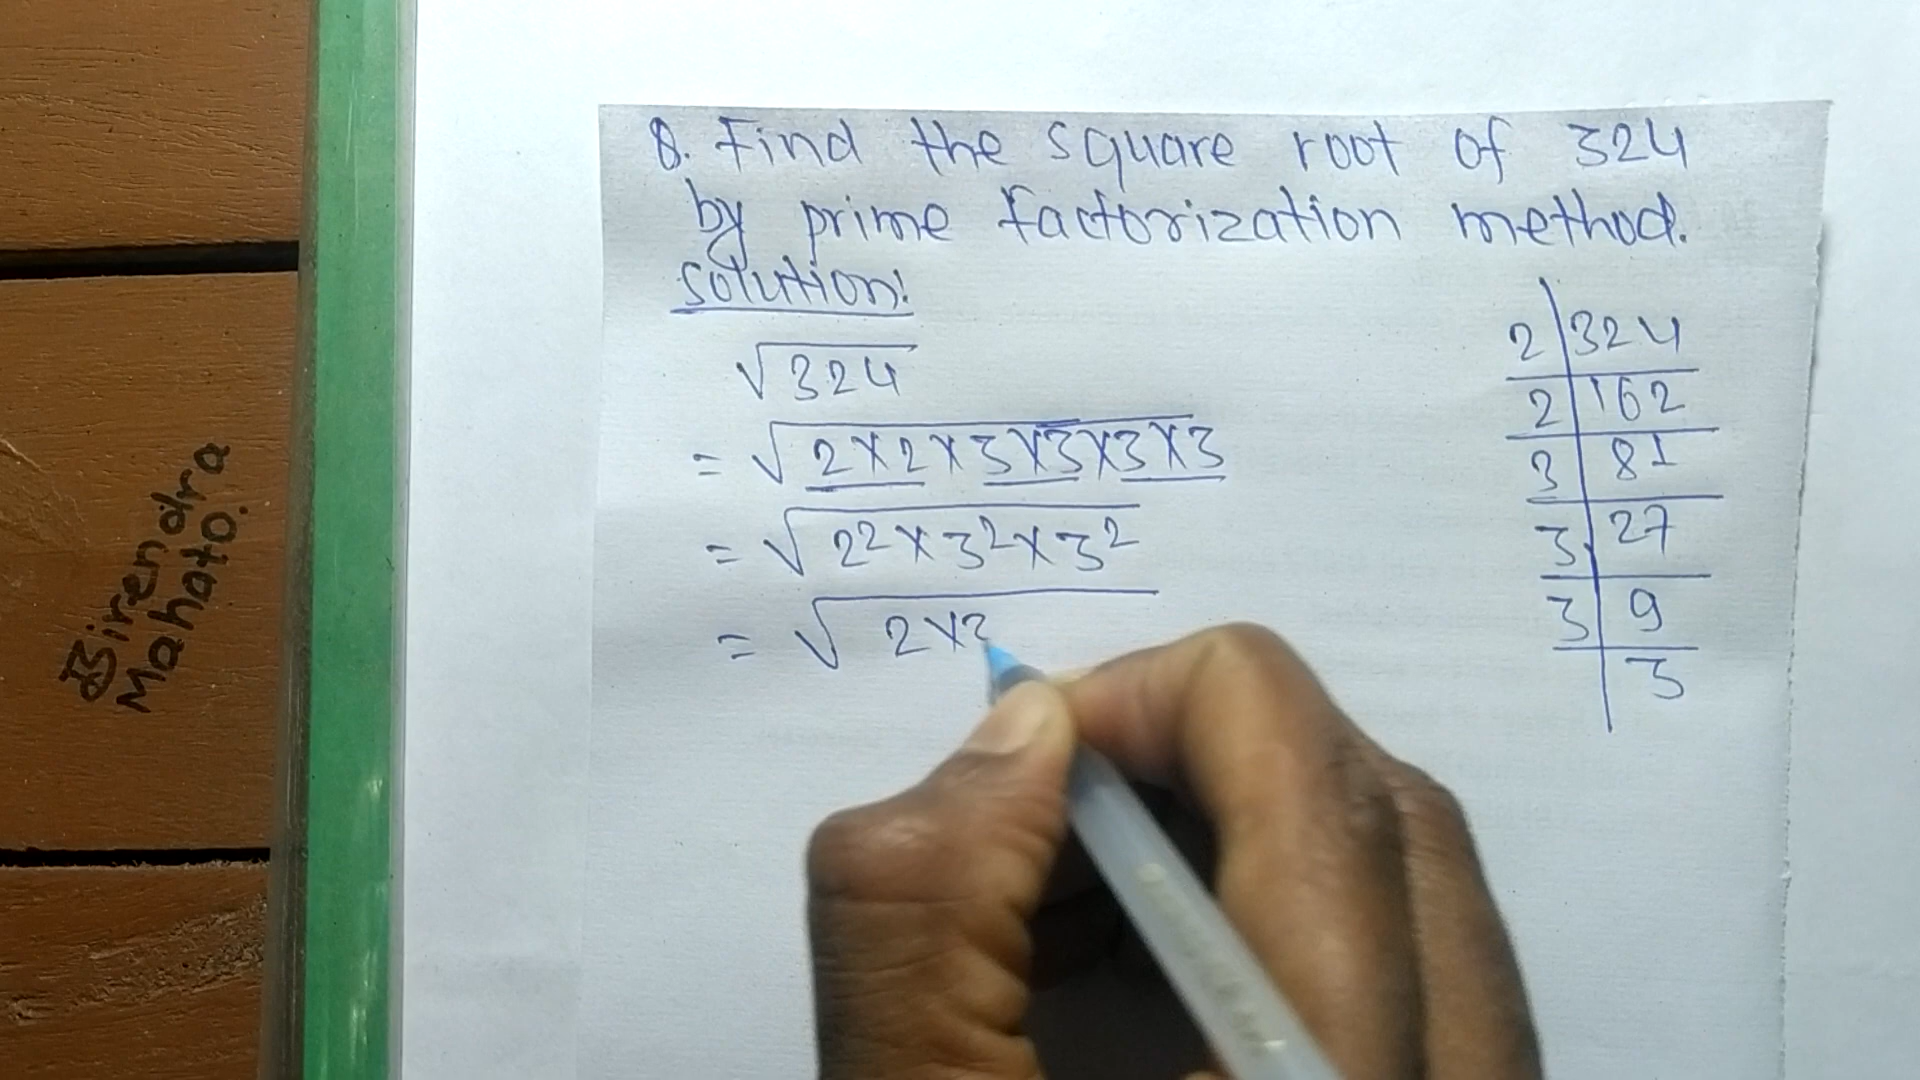 Q. Find the square root of 324
by prime factorization method.
solution:
√324
= √2×2×3×3×3×3
= √2²×3²×3²
= √2×3
2|324
2|162
3|81
3|27
3|9
3
Birendra
Mahato.